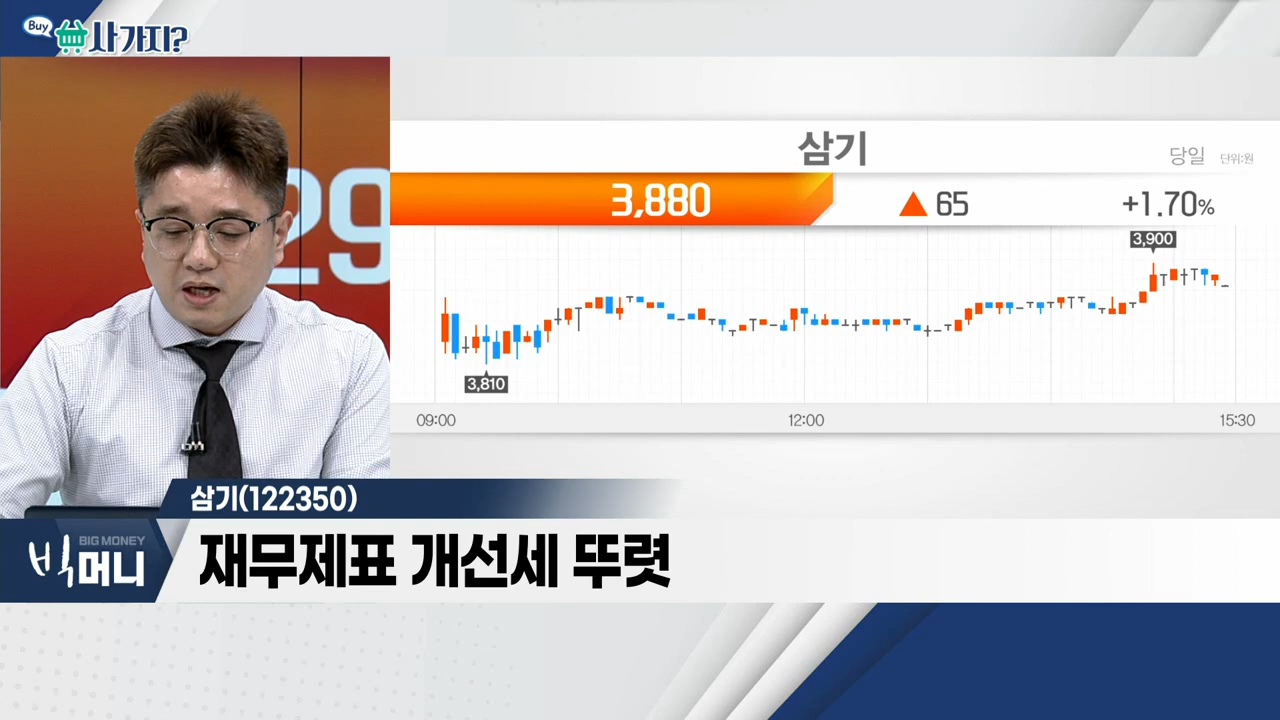 Buy
사가지?
29
삼기
당일 단위:원
3,880 ▲ 65 +1.70%
3,900
3,810
09:00 12:00 15:30
삼기(122350)
BIG MONEY
빅머니
재무제표 개선세 뚜렷